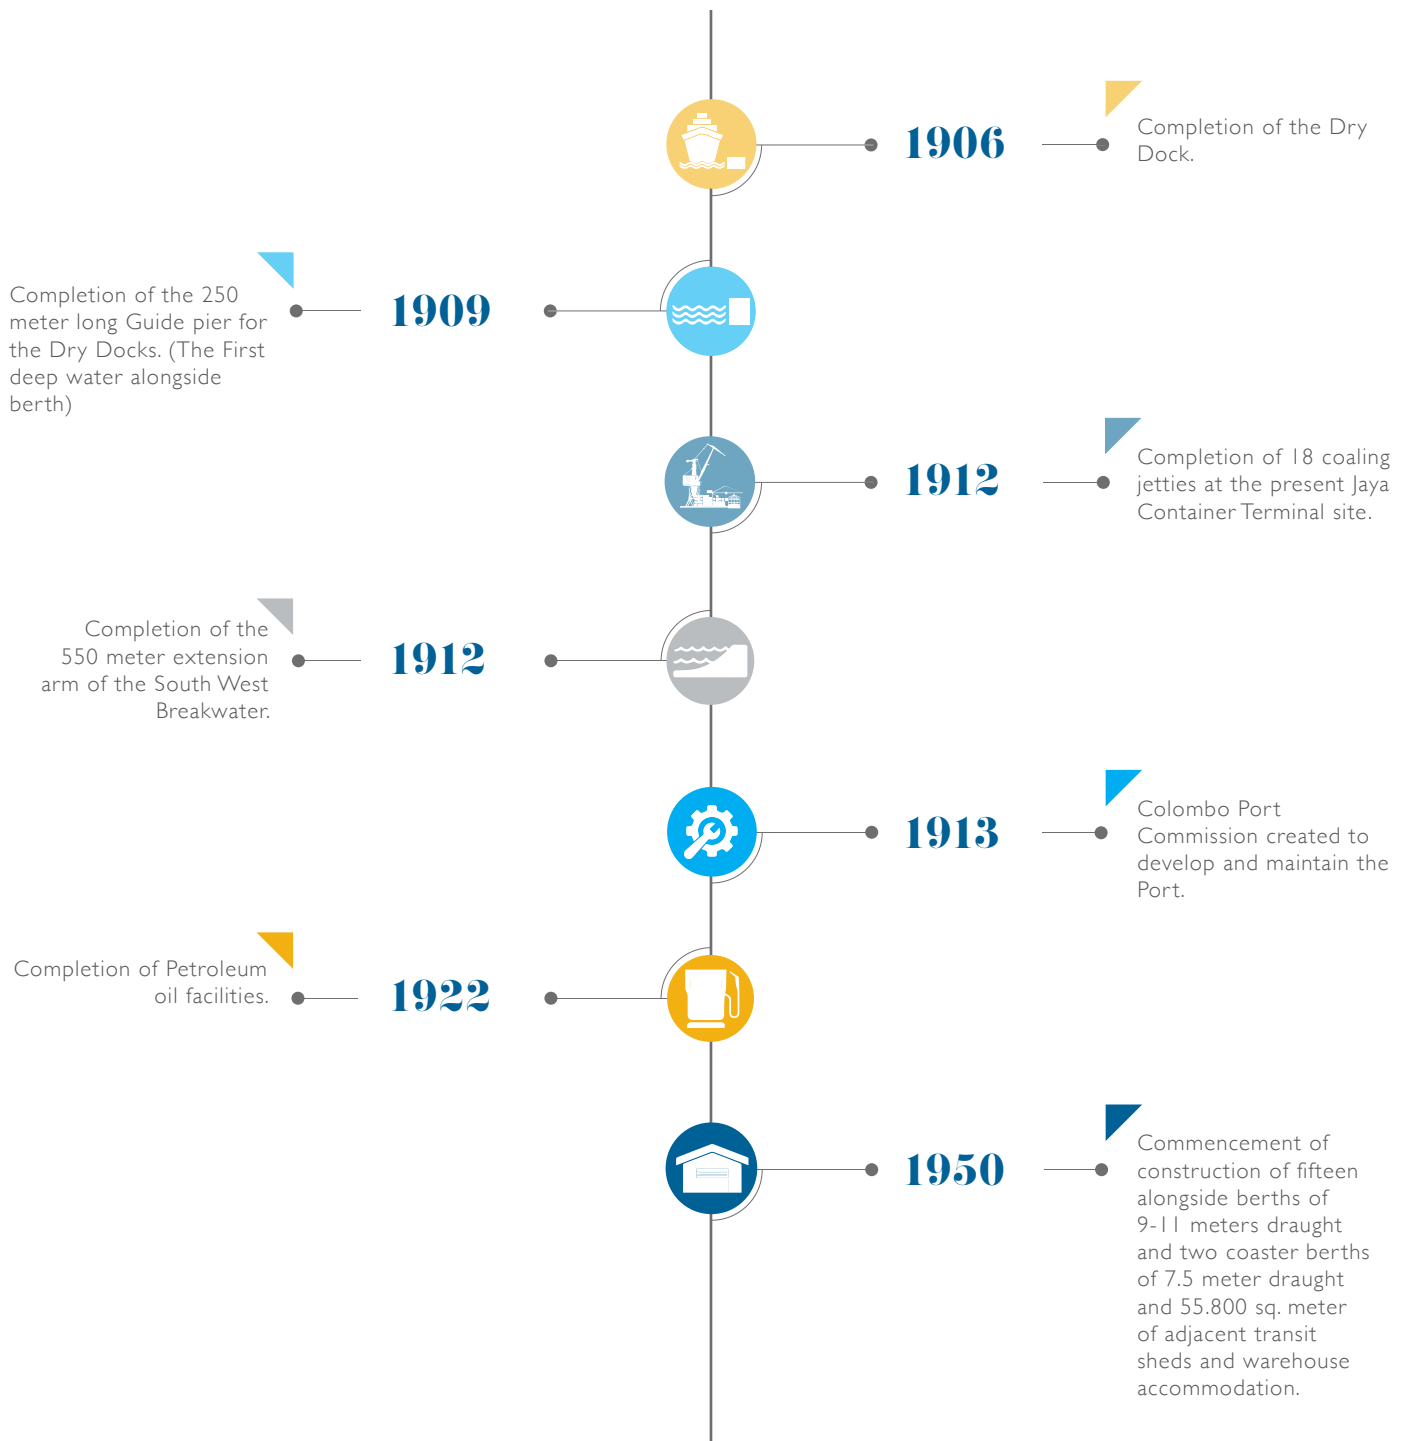 1906
Completion of the Dry
Dock.
1909
Completion of the 250
meter long Guide pier for
the Dry Docks. (The First
deep water alongside
berth)
1912
Completion of 18 coaling
jetties at the present Jaya
Container Terminal site.
1912
Completion of the
550 meter extension
arm of the South West
Breakwater.
1913
Colombo Port
Commission created to
develop and maintain the
Port.
1922
Completion of Petroleum
oil facilities.
1950
Commencement of
construction of fifteen
alongside berths of
9-11 meters draught
and two coaster berths
of 7.5 meter draught
and 55.800 sq. meter
of adjacent transit
sheds and warehouse
accommodation.